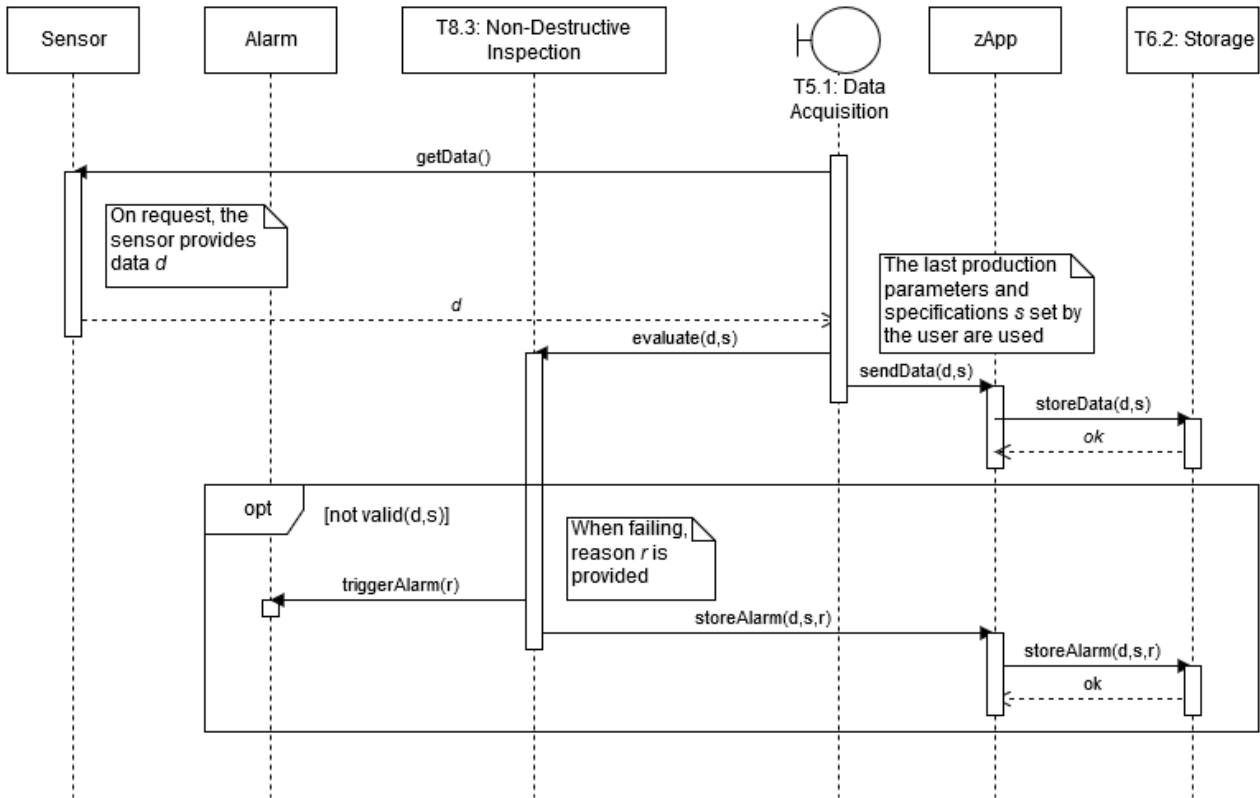 Sensor
Alarm
T8.3: Non-Destructive
Inspection
T5.1: Data
Acquisition
zApp
T6.2: Storage
getData()
On request, the
sensor provides
data d
d
The last production
parameters and
specifications s set by
the user are used
evaluate(d,s)
sendData(d,s)
storeData(d,s)
ok
opt
[not valid(d,s)]
When failing,
reason r is
provided
triggerAlarm(r)
storeAlarm(d,s,r)
storeAlarm(d,s,r)
ok